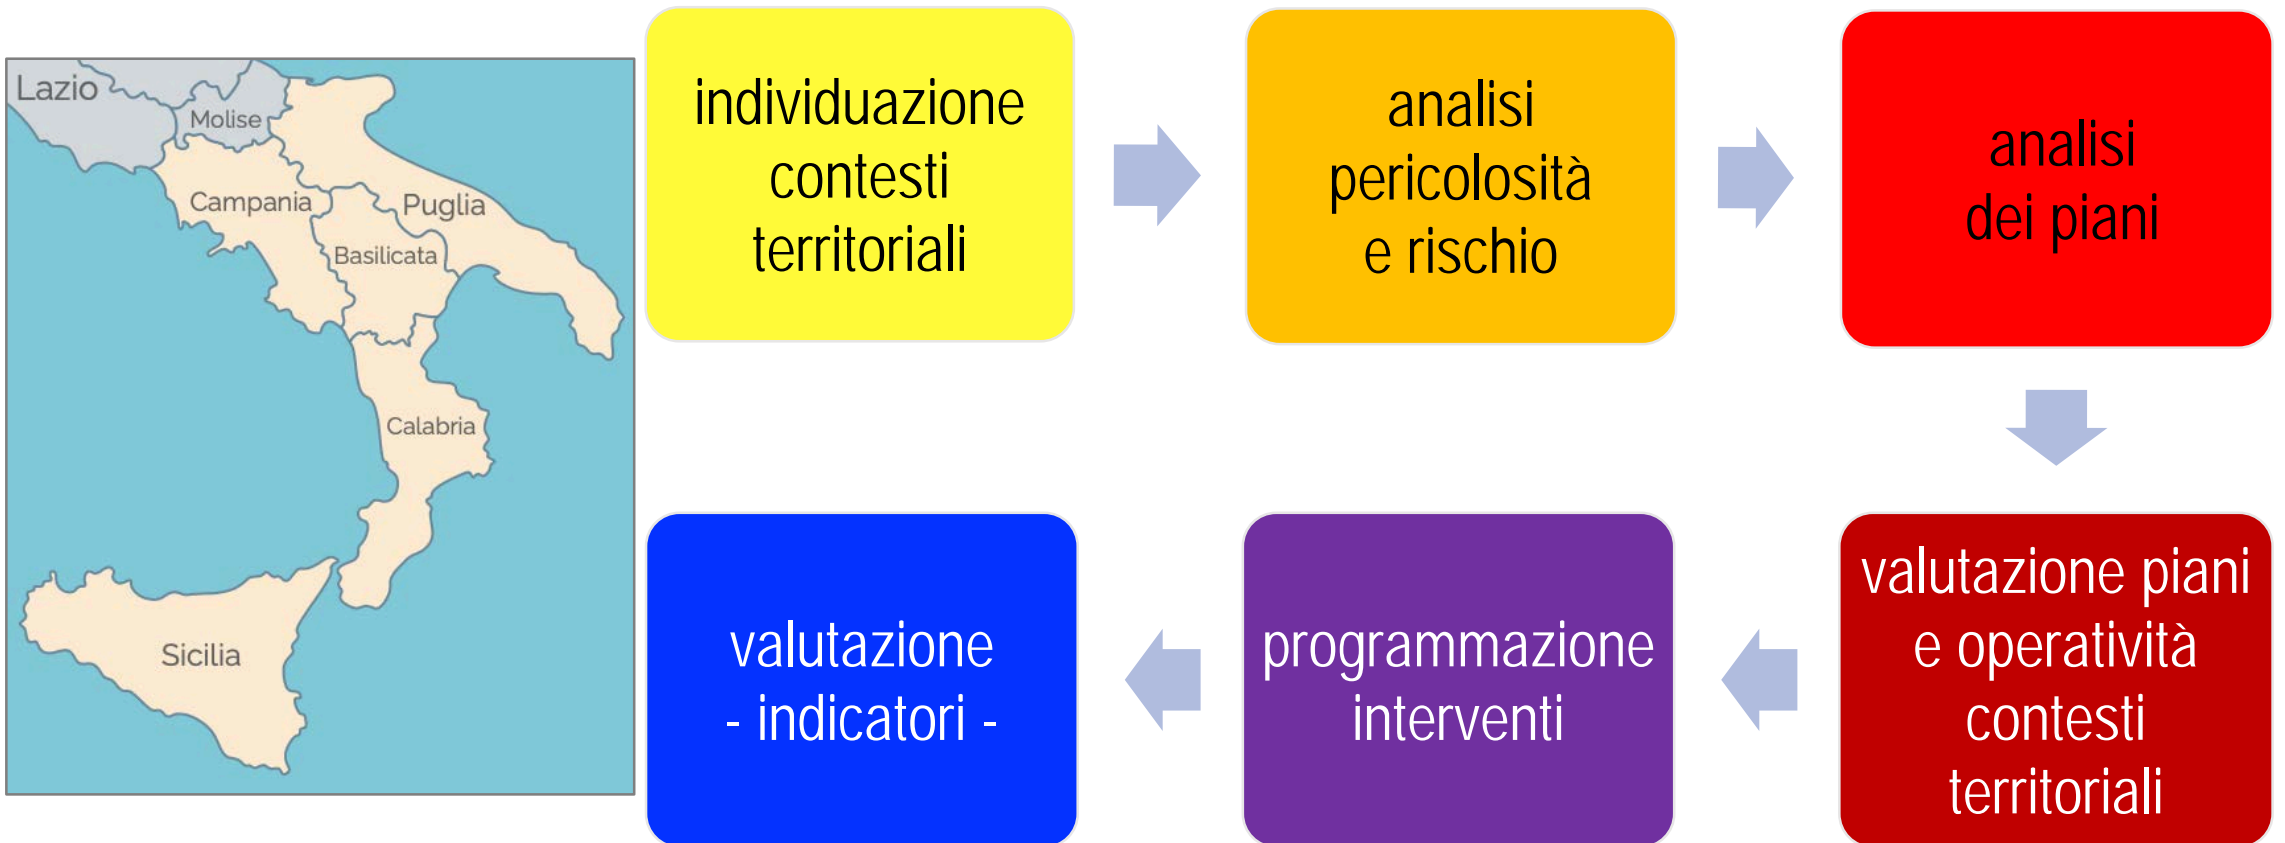 Lazio
Molise
Campania
Puglia
Basilicata
Calabria
Sicilia
individuazione
contesti
territoriali
analisi
pericolosità
e rischio
analisi
dei piani
valutazione piani
e operatività
contesti
territoriali
programmazione
interventi
valutazione
- indicatori -